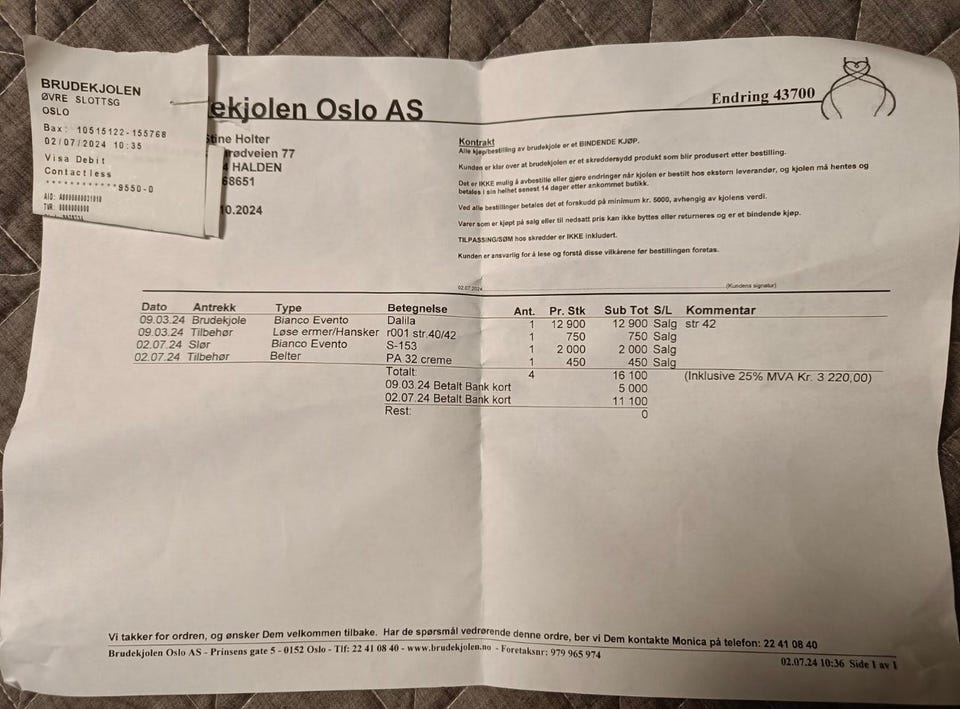 BRUDEKJOLEN
ØVRE SLOTTSG
OSLO
Bax: 10515122-155768
02/07/2024 10:35
Visa Debit
Contactless
************9550-0
AID: A0000000031010
TVR: 0000000000
ekjolen Oslo AS
Endring 43700
tine Holter
rødveien 77
HALDEN
68651
10.2024
Kontrakt
Alle kjøp/bestilling av brudekjole er et BINDENDE KJØP.
Kunden er klar over at brudekjolen er et skreddersydd produkt som blir produsert etter bestilling.
Det er IKKE mulig å avbestille eller gjøre endringer når kjolen er bestilt hos ekstern leverandør, og kjolen må hentes og
betales i sin helhet senest 14 dager etter ankommet butikk.
Ved alle bestillinger betales det et forskudd på minimum kr. 5000, avhengig av kjolens verdi.
Varer som er kjøpt på salg eller til nedsatt pris kan ikke byttes eller returneres og er et bindende kjøp.
TILPASSING/SØM hos skredder er IKKE inkludert.
Kunden er ansvarlig for å lese og forstå disse vilkårene før bestillingen foretas.
02.07.2024 (Kundens signatur)
Dato Antrekk Type Betegnelse Ant. Pr. Stk Sub Tot S/L Kommentar
09.03.24 Brudekjole Bianco Evento Dalila 1 12 900 12 900 Salg str 42
09.03.24 Tilbehør Løse ermer/Hansker r001 str.40/42 1 750 750 Salg
02.07.24 Slør Bianco Evento S-153 1 2 000 2 000 Salg
02.07.24 Tilbehør Belter PA 32 creme 1 450 450 Salg
Totalt: 4 16 100 (Inklusive 25% MVA Kr. 3 220,00)
09.03.24 Betalt Bank kort 5 000
02.07.24 Betalt Bank kort 11 100
Rest: 0
Vi takker for ordren, og ønsker Dem velkommen tilbake. Har de spørsmål vedrørende denne ordre, ber vi Dem kontakte Monica på telefon: 22 41 08 40
Brudekjolen Oslo AS - Prinsens gate 5 - 0152 Oslo - Tlf: 22 41 08 40 - www.brudekjolen.no - Foretaksnr: 979 965 974
02.07.24 10:36 Side 1 av 1